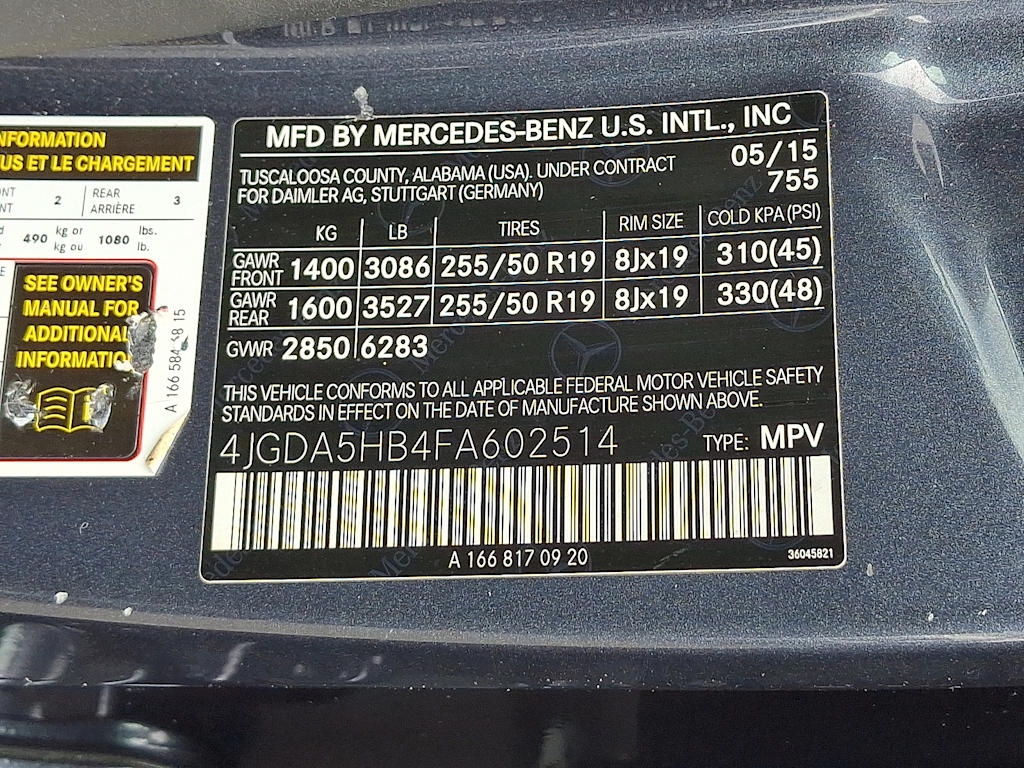 NFORMATION
US ET LE CHARGEMENT
2
REAR
ARRIÈRE
3
490
kg or
kg ou
1080
lbs.
lb.
SEE OWNER'S
MANUAL FOR
ADDITIONAL
INFORMATION
MFD BY MERCEDES-BENZ U.S. INTL., INC
TUSCALOOSA COUNTY, ALABAMA (USA). UNDER CONTRACT
FOR DAIMLER AG, STUTTGART (GERMANY)
05/15
755
KG LB TIRES RIM SIZE COLD KPA (PSI)
GAWR
FRONT
1400 3086 255/50 R19 8Jx19 310(45)
GAWR
REAR
1600 3527 255/50 R19 8Jx19 330(48)
GVWR 2850 6283
THIS VEHICLE CONFORMS TO ALL APPLICABLE FEDERAL MOTOR VEHICLE SAFETY
STANDARDS IN EFFECT ON THE DATE OF MANUFACTURE SHOWN ABOVE.
4JGDA5HB4FA602514 TYPE: MPV
A 166 817 09 20
36045821